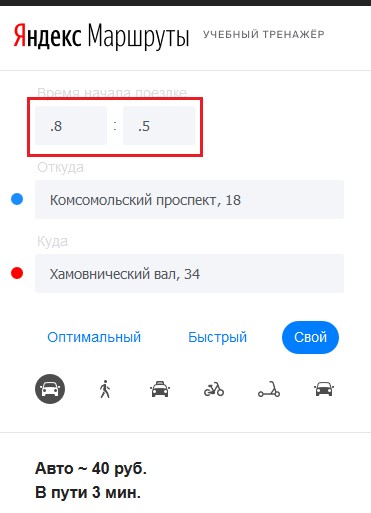 Яндекс Маршруты УЧЕБНЫЙ ТРЕНАЖЁР
Время начала поездке
.8 : .5
Откуда
Комсомольский проспект, 18
Куда
Хамовнический вал, 34
Оптимальный Быстрый Свой
Авто ~ 40 руб.
В пути 3 мин.